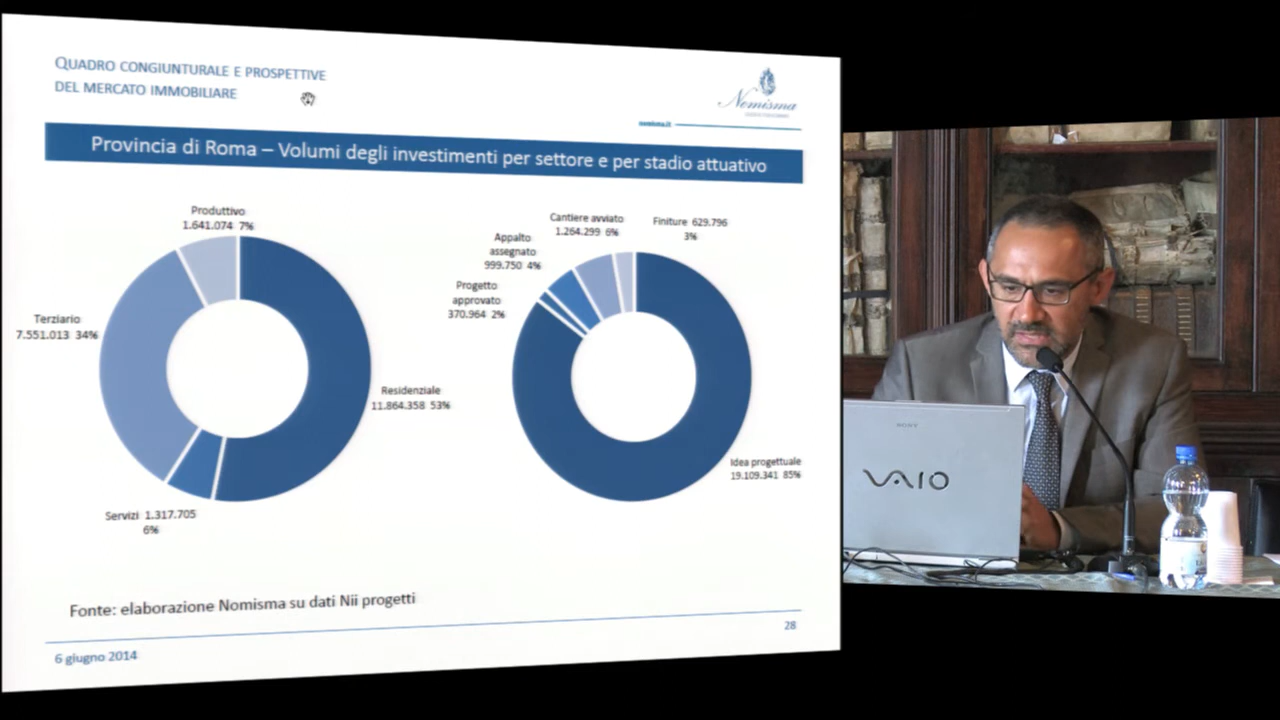 QUADRO CONGIUNTURALE E PROSPETTIVE
DEL MERCATO IMMOBILIARE
Nomisma
nomisma.it
Provincia di Roma – Volumi degli investimenti per settore e per stadio attuativo
Produttivo
1.641.074 7%
Terziario
7.551.013 34%
Residenziale
11.864.358 53%
Servizi 1.317.705
6%
Cantiere avviato
1.264.299 6%
Finiture 629.796
3%
Appalto
assegnato
999.750 4%
Progetto
approvato
370.964 2%
Idea progettuale
19.109.341 85%
Fonte: elaborazione Nomisma su dati Nii progetti
28
6 giugno 2014
SONY
VAIO